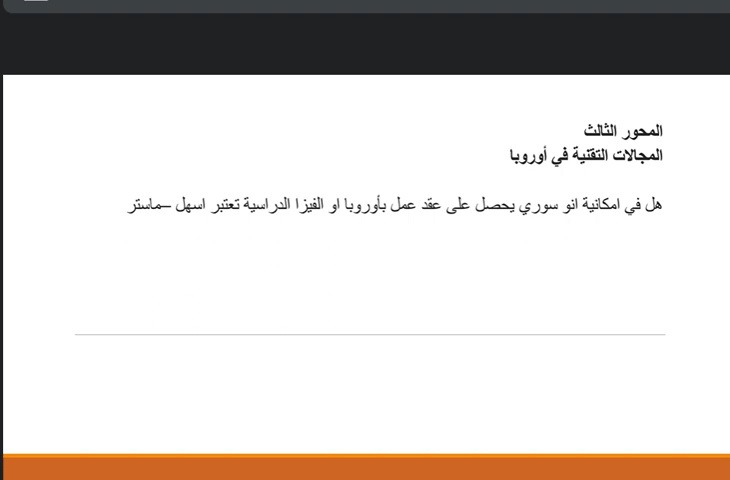 المحور الثالث
المجالات التقنية في أوروبا
هل في امكانية انو سوري يحصل على عقد عمل بأوروبا او الفيزا الدراسية تعتبر اسهل –ماستر